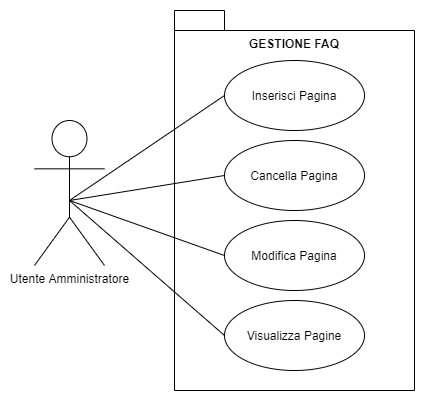 GESTIONE FAQ
Inserisci Pagina
Cancella Pagina
Modifica Pagina
Visualizza Pagine
Utente Amministratore